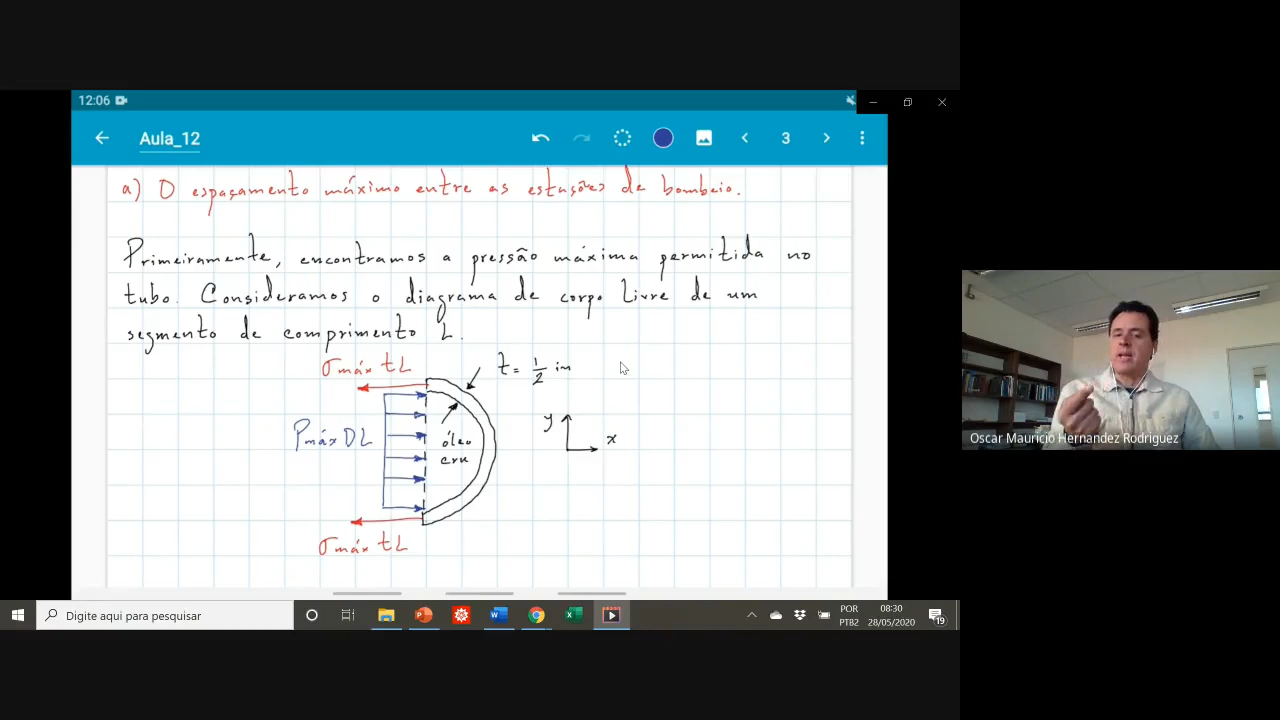 12:06
Aula_12
3
a) O espaçamento máximo entre as estações de bombeio.
Primeiramente, encontramos a pressão máxima permitida no
tubo. Consideramos o diagrama de corpo livre de um
segmento de comprimento L.
σmáx tL
t = 1/2 in
PmáxDL
óleo
cru
y
x
σmáx tL
Oscar Mauricio Hernandez Rodriguez
Digite aqui para pesquisar
POR
PTB2
08:30
28/05/2020
19